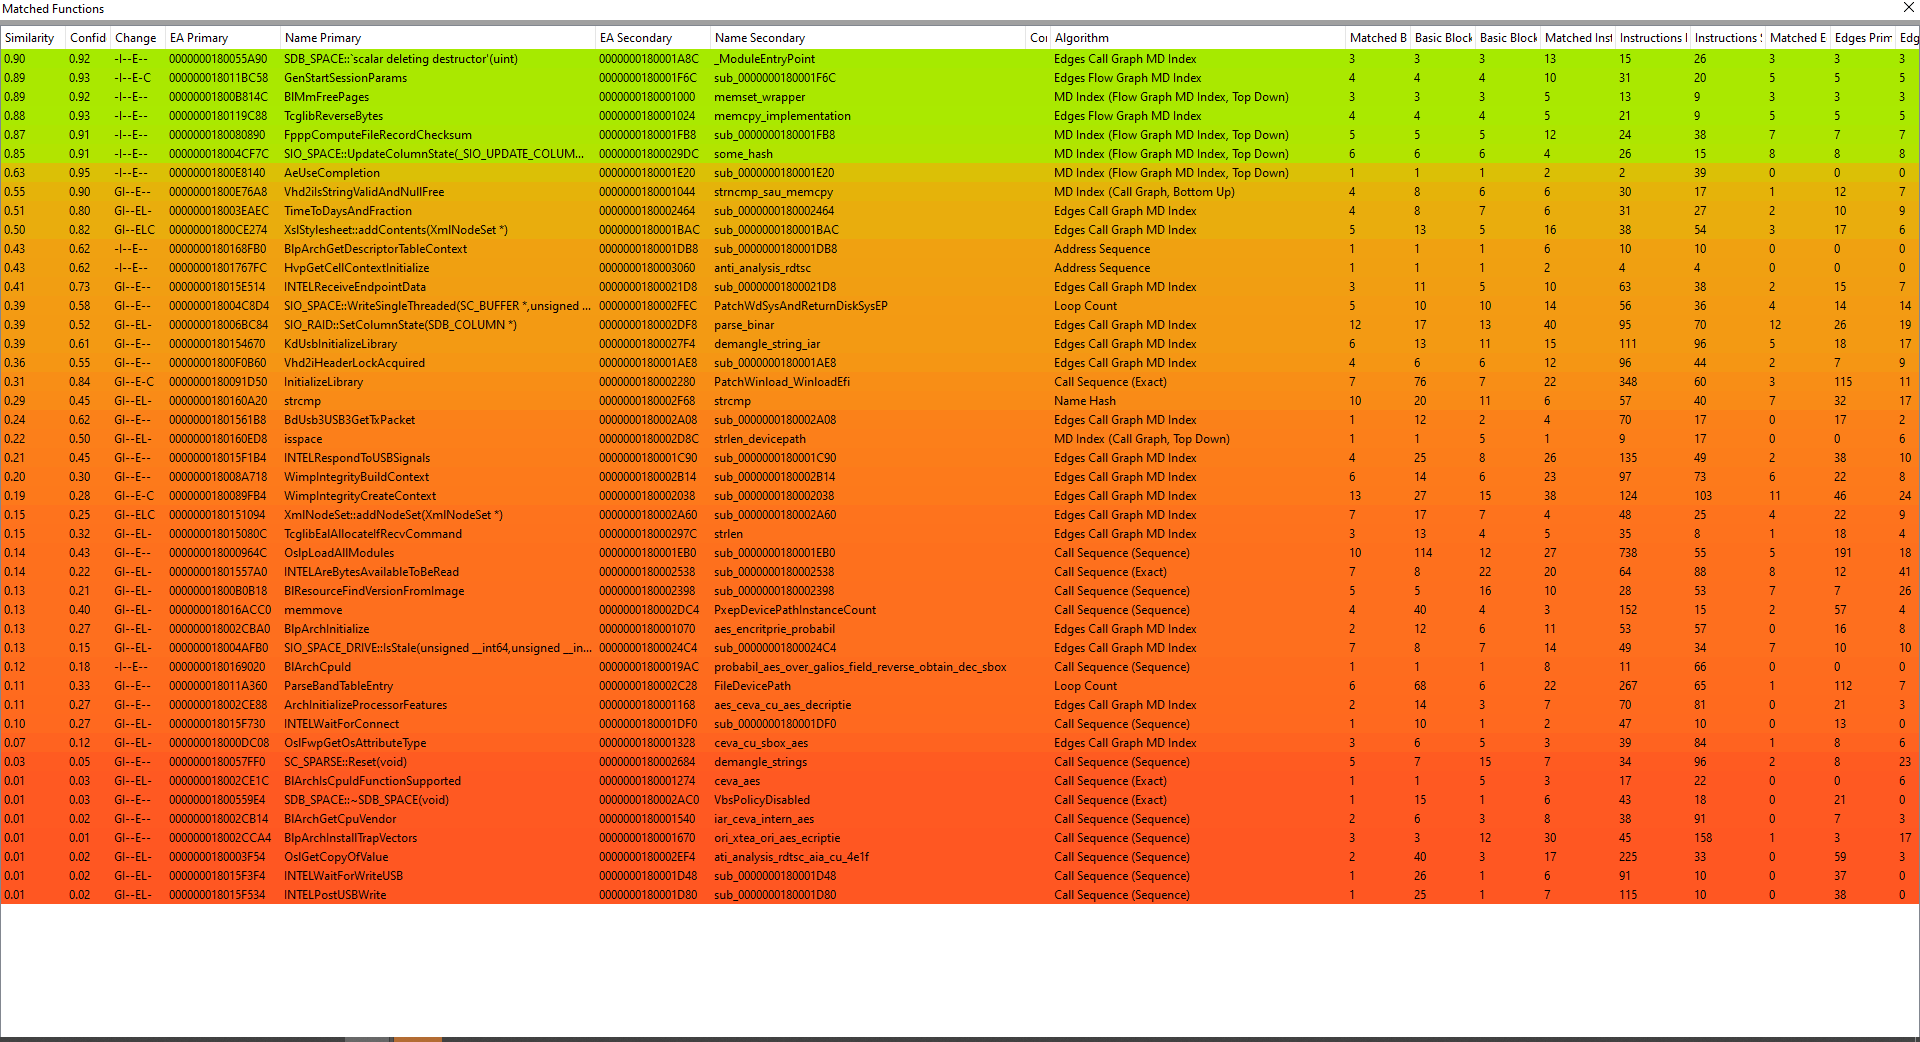 Matched Functions
Similarity Confid Change EA Primary Name Primary EA Secondary Name Secondary Co Algorithm Matched B Basic Block Basic Block Matched Inst Instructions Instructions Matched E Edges Prim Edg
0.90 0.92 -I--E-- 0000000180055A90 SDB_SPACE::`scalar deleting destructor'(uint) 0000000180001A8C _ModuleEntryPoint Edges Call Graph MD Index 3 3 3 13 15 26 3 3 3
0.89 0.93 -I--E-C 000000018011BC58 GenStartSessionParams 0000000180001F6C sub_0000000180001F6C Edges Flow Graph MD Index 4 4 4 10 31 20 5 5 5
0.89 0.92 -I--E-- 00000001800B814C BlMmFreePages 0000000180001000 memset_wrapper MD Index (Flow Graph MD Index, Top Down) 3 3 3 5 13 9 3 3 3
0.88 0.93 -I--E-- 0000000180119C88 TcglibReverseBytes 0000000180001024 memcpy_implementation Edges Flow Graph MD Index 4 4 4 5 21 9 5 5 5
0.87 0.91 -I--E-- 0000000180080890 FpppComputeFileRecordChecksum 0000000180001FB8 sub_0000000180001FB8 MD Index (Flow Graph MD Index, Top Down) 5 5 5 12 24 38 7 7 7
0.85 0.91 -I--E-- 000000018004CF7C SIO_SPACE::UpdateColumnState(_SIO_UPDATE_COLUM... 00000001800029DC some_hash MD Index (Flow Graph MD Index, Top Down) 6 6 6 4 26 15 8 8 8
0.63 0.95 -I--E-- 00000001800E8140 AeUseCompletion 0000000180001E20 sub_0000000180001E20 MD Index (Flow Graph MD Index, Top Down) 1 1 1 2 2 39 0 0 0
0.55 0.90 GI--E-- 00000001800E76A8 Vhd2iIsStringValidAndNullFree 0000000180001044 strncmp_sau_memcpy MD Index (Call Graph, Bottom Up) 4 8 6 6 30 17 1 12 7
0.51 0.80 GI--EL- 000000018003EAEC TimeToDaysAndFraction 0000000180002464 sub_0000000180002464 Edges Call Graph MD Index 4 8 7 6 31 27 2 10 9
0.50 0.82 GI--ELC 00000001800CE274 XslStylesheet::addContents(XmlNodeSet *) 0000000180001BAC sub_0000000180001BAC Edges Call Graph MD Index 5 13 5 16 38 54 3 17 6
0.43 0.62 -I--E-- 0000000180168FB0 BlpArchGetDescriptorTableContext 0000000180001DB8 sub_0000000180001DB8 Address Sequence 1 1 1 6 10 10 0 0 0
0.43 0.62 -I--E-- 00000001801767FC HvpGetCellContextInitialize 0000000180003060 anti_analysis_rdtsc Address Sequence 1 1 1 2 4 4 0 0 0
0.41 0.73 GI--E-- 000000018015E514 INTELReceiveEndpointData 00000001800021D8 sub_00000001800021D8 Edges Call Graph MD Index 3 11 5 10 63 38 2 15 7
0.39 0.58 GI--E-- 000000018004C8D4 SIO_SPACE::WriteSingleThreaded(SC_BUFFER *,unsigned ... 0000000180002FEC PatchWdSysAndReturnDiskSysEP Loop Count 5 10 10 14 56 36 4 14 14
0.39 0.52 GI--EL- 000000018006BC84 SIO_RAID::SetColumnState(SDB_COLUMN *) 0000000180002DF8 parse_binar Edges Call Graph MD Index 12 17 13 40 95 70 12 26 19
0.39 0.61 GI--E-- 0000000180154670 KdUsbInitializeLibrary 00000001800027F4 demangle_string_iar Edges Call Graph MD Index 6 13 11 15 111 96 5 18 17
0.36 0.55 GI--E-- 00000001800F0B60 Vhd2iHeaderLockAcquired 0000000180001AE8 sub_0000000180001AE8 Edges Call Graph MD Index 4 6 6 12 96 44 2 7 9
0.31 0.84 GI--E-C 0000000180091D50 InitializeLibrary 0000000180002280 PatchWinload_WinloadEfi Call Sequence (Exact) 7 76 7 22 348 60 3 115 11
0.29 0.45 GI--EL- 0000000180160A20 strcmp 0000000180002F68 strcmp Name Hash 10 20 11 6 57 40 7 32 17
0.24 0.62 GI--E-- 00000001801561B8 BdUsb3USB3GetTxPacket 0000000180002A08 sub_0000000180002A08 Edges Call Graph MD Index 1 12 2 4 70 17 0 17 2
0.22 0.50 GI--EL- 0000000180160ED8 isspace 0000000180002D8C strlen_devicepath MD Index (Call Graph, Top Down) 1 1 5 1 9 17 0 0 6
0.21 0.45 GI--EL- 000000018015F1B4 INTELRespondToUSBSignals 0000000180001C90 sub_0000000180001C90 Edges Call Graph MD Index 4 25 8 26 135 49 2 38 10
0.20 0.30 GI--E-- 000000018008A718 WimpIntegrityBuildContext 0000000180002B14 sub_0000000180002B14 Edges Call Graph MD Index 6 14 6 23 97 73 6 22 8
0.19 0.28 GI--E-C 0000000180089FB4 WimpIntegrityCreateContext 0000000180002038 sub_0000000180002038 Edges Call Graph MD Index 13 27 15 38 124 103 11 46 24
0.15 0.25 GI--ELC 0000000180151094 XmlNodeSet::addNodeSet(XmlNodeSet *) 0000000180002A60 sub_0000000180002A60 Edges Call Graph MD Index 7 17 7 4 48 25 4 22 9
0.15 0.32 GI--EL- 000000018015080C TcglibEalAllocateIfRecvCommand 000000018000297C strlen Edges Call Graph MD Index 3 13 4 5 35 8 1 18 4
0.14 0.43 GI--E-- 000000018000964C OslpLoadAllModules 0000000180001EB0 sub_0000000180001EB0 Call Sequence (Sequence) 10 114 12 27 738 55 5 191 18
0.14 0.22 GI--EL- 00000001801557A0 INTELAreBytesAvailableToBeRead 0000000180002538 sub_0000000180002538 Call Sequence (Exact) 7 8 22 20 64 88 8 12 41
0.13 0.21 GI--EL- 00000001800B0B18 BlResourceFindVersionFromImage 0000000180002398 sub_0000000180002398 Call Sequence (Sequence) 5 5 16 10 28 53 7 7 26
0.13 0.40 GI--EL- 000000018016ACC0 memmove 0000000180002DC4 PxepDevicePathInstanceCount Call Sequence (Sequence) 4 40 4 3 152 15 2 57 4
0.13 0.27 GI--EL- 000000018002CBA0 BlpArchInitialize 0000000180001070 aes_encritprie_probabil Edges Call Graph MD Index 2 12 6 11 53 57 0 16 8
0.13 0.15 GI--EL- 000000018004AFB0 SIO_SPACE_DRIVE::IsStale(unsigned __int64,unsigned __in... 00000001800024C4 sub_00000001800024C4 Edges Call Graph MD Index 7 8 7 14 49 34 7 10 10
0.12 0.18 -I--E-- 0000000180169020 BlArchCpuId 00000001800019AC probabil_aes_over_galios_field_reverse_obtain_dec_sbox Call Sequence (Sequence) 1 1 1 8 11 66 0 0 0
0.11 0.33 GI--E-- 000000018011A360 ParseBandTableEntry 0000000180002C28 FileDevicePath Loop Count 6 68 6 22 267 65 1 112 7
0.11 0.27 GI--E-- 000000018002CE88 ArchInitializeProcessorFeatures 0000000180001168 aes_ceva_cu_aes_decriptie Edges Call Graph MD Index 2 14 3 7 70 81 0 21 3
0.10 0.27 GI--EL- 000000018015F730 INTELWaitForConnect 0000000180001DF0 sub_0000000180001DF0 Call Sequence (Sequence) 1 10 1 2 47 10 0 13 0
0.07 0.12 GI--EL- 000000018000DC08 OslFwpGetOsAttributeType 0000000180001328 ceva_cu_sbox_aes Edges Call Graph MD Index 3 6 5 3 39 84 1 8 6
0.03 0.05 GI--E-- 0000000180057FF0 SC_SPARSE::Reset(void) 0000000180002684 demangle_strings Call Sequence (Sequence) 5 7 15 7 34 96 2 8 23
0.01 0.03 GI--EL- 000000018002CE1C BlArchIsCpuIdFunctionSupported 0000000180001274 ceva_aes Call Sequence (Exact) 1 1 5 3 17 22 0 0 6
0.01 0.03 GI--E-- 00000001800559E4 SDB_SPACE::~SDB_SPACE(void) 0000000180002AC0 VbsPolicyDisabled Call Sequence (Exact) 1 15 1 6 43 18 0 21 0
0.01 0.02 GI--E-- 000000018002CB14 BlArchGetCpuVendor 0000000180001540 iar_ceva_intern_aes Call Sequence (Sequence) 2 6 3 8 38 91 0 7 3
0.01 0.01 GI--E-- 000000018002CCA4 BlpArchInstallTrapVectors 0000000180001670 ori_xtea_ori_aes_ecriptie Call Sequence (Sequence) 3 3 12 30 45 158 1 3 17
0.01 0.02 GI--EL- 0000000180003F54 OslGetCopyOfValue 0000000180002EF4 ati_analysis_rdtsc_aia_cu_4e1f Call Sequence (Sequence) 2 40 3 17 225 33 0 59 3
0.01 0.02 GI--EL- 000000018015F3F4 INTELWaitForWriteUSB 0000000180001D48 sub_0000000180001D48 Call Sequence (Sequence) 1 26 1 6 91 10 0 37 0
0.01 0.02 GI--EL- 000000018015F534 INTELPostUSBWrite 0000000180001D80 sub_0000000180001D80 Call Sequence (Sequence) 1 25 1 7 115 10 0 38 0